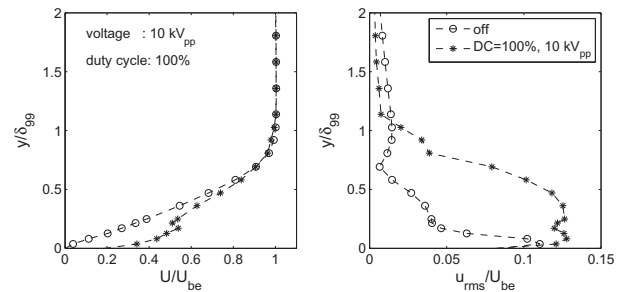 voltage : 10 kVpp
duty cycle: 100%
y/δ99
2
1.5
1
0.5
0
0 0.2 0.4 0.6 0.8 1
U/Ube
off
DC=100%, 10 kVpp
y/δ99
2
1.5
1
0.5
0
0 0.05 0.1 0.15
urms/Ube